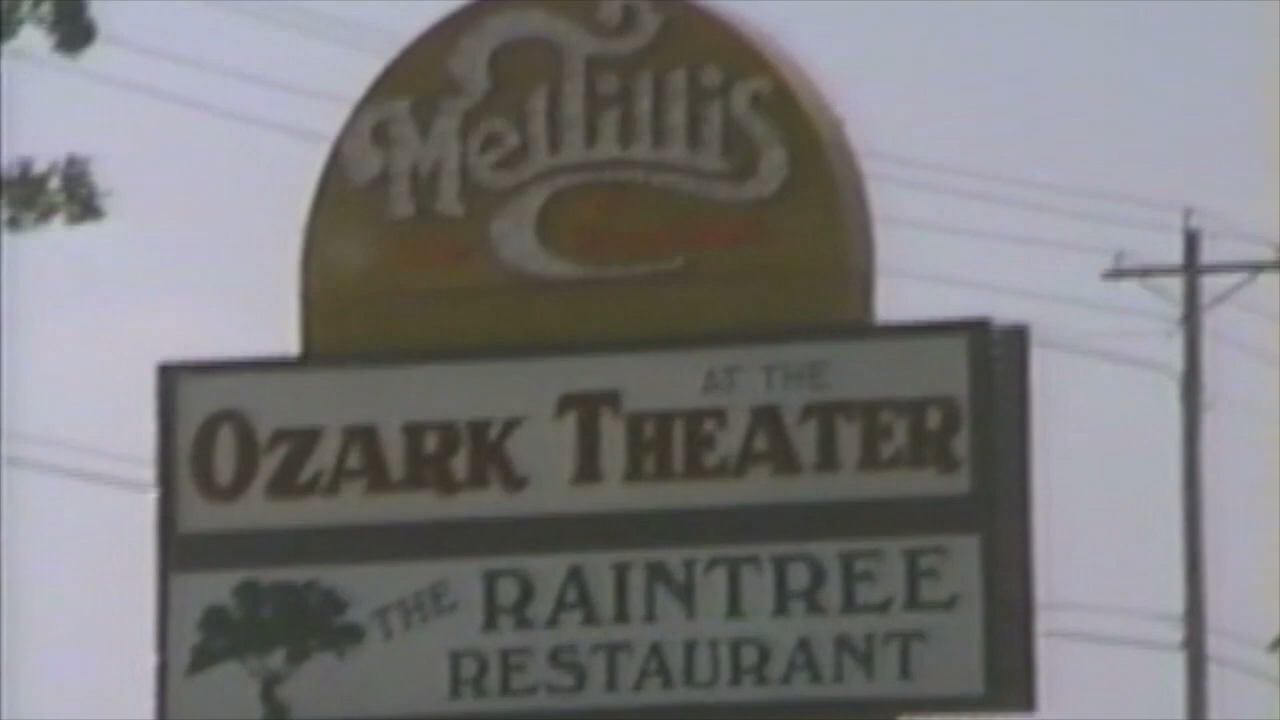 Mel Tillis
AT THE
OZARK THEATER
THE RAINTREE
RESTAURANT